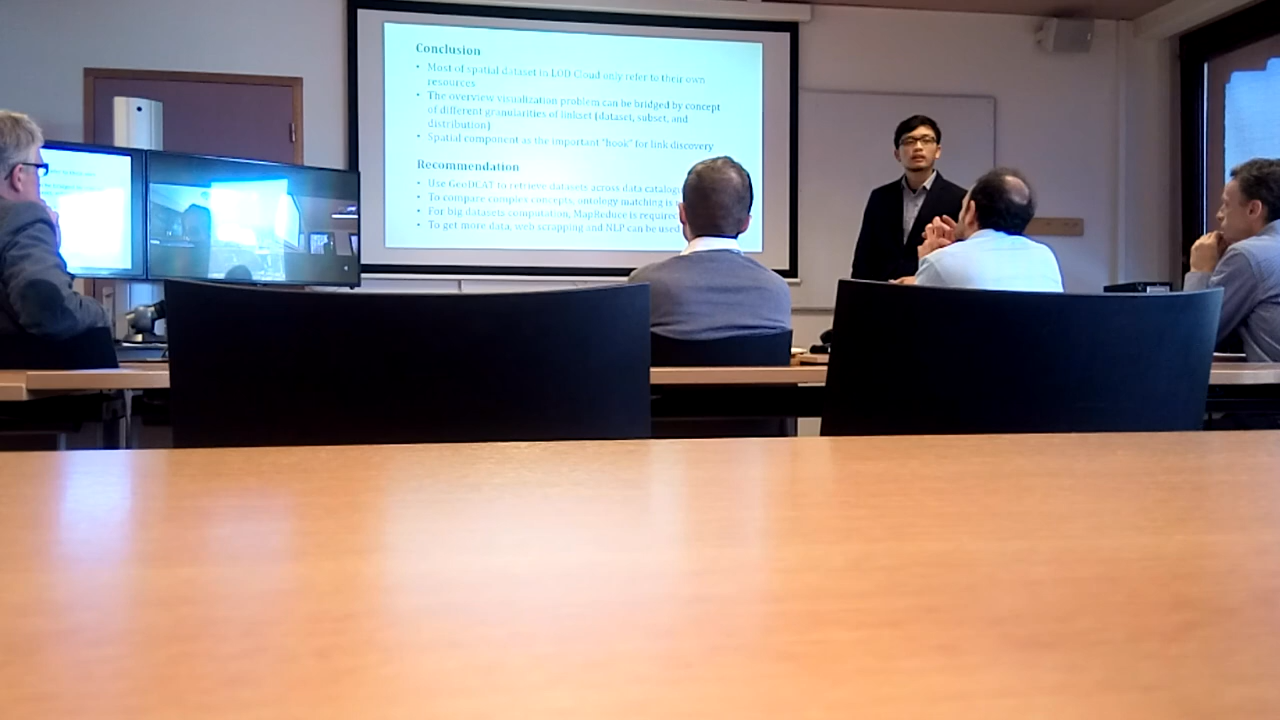 Conclusion
• Most of spatial dataset in LOD Cloud only refer to their own
resources
• The overview visualization problem can be bridged by concept
of different granularities of linkset (dataset, subset, and
distribution)
• Spatial component as the important "hook" for link discovery
Recommendation
• Use GeoDCAT to retrieve datasets across data catalogu
• To compare complex concepts, ontology matching is
• For big datasets computation, MapReduce is required
• To get more data, web scrapping and NLP can be used